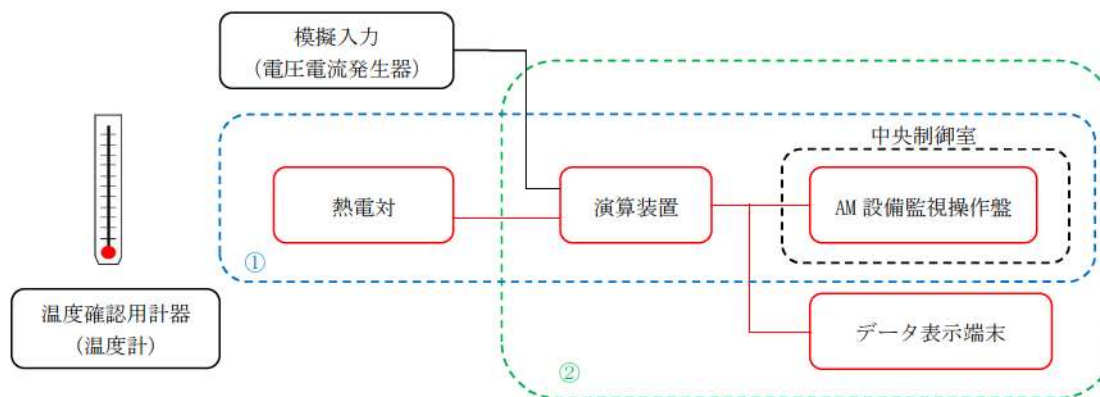 模擬入力
（電圧電流発生器）
中央制御室
熱電対
演算装置
AM 設備監視操作盤
①
温度確認用計器
（温度計）
データ表示端末
②